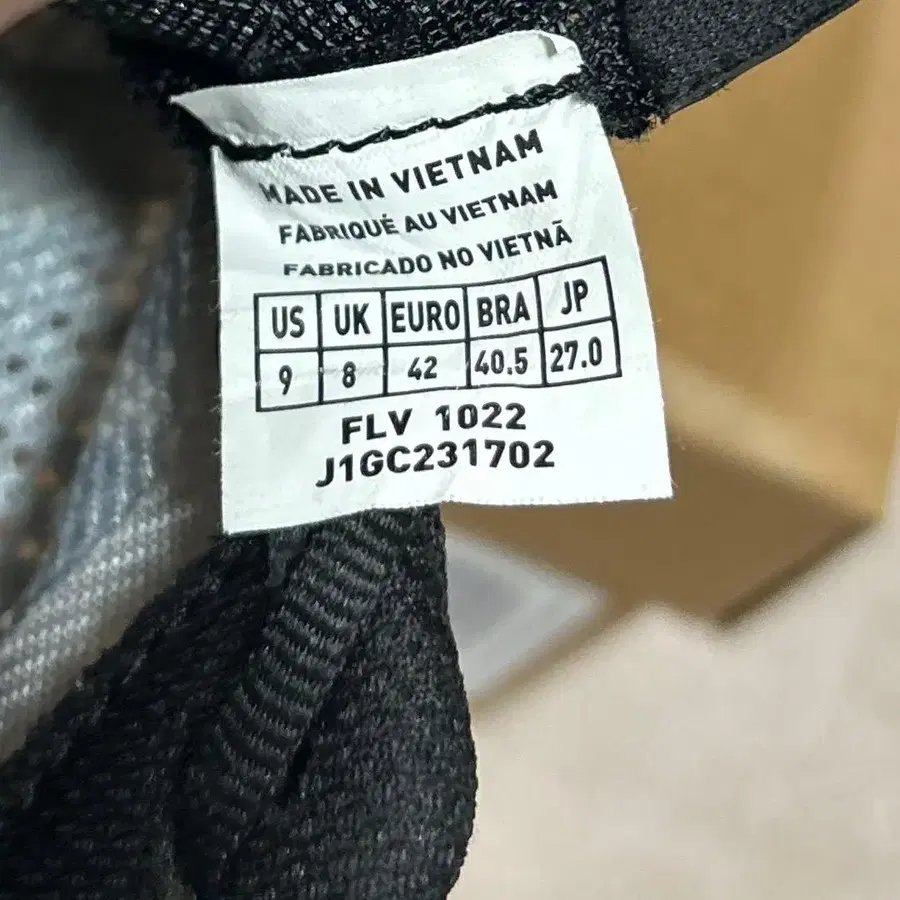 MADE IN VIETNAM
FABRIQUÉ AU VIETNAM
FABRICADO NO VIETNÃ
US UK EURO BRA JP
9 8 42 40.5 27.0
FLV 1022
J1GC231702